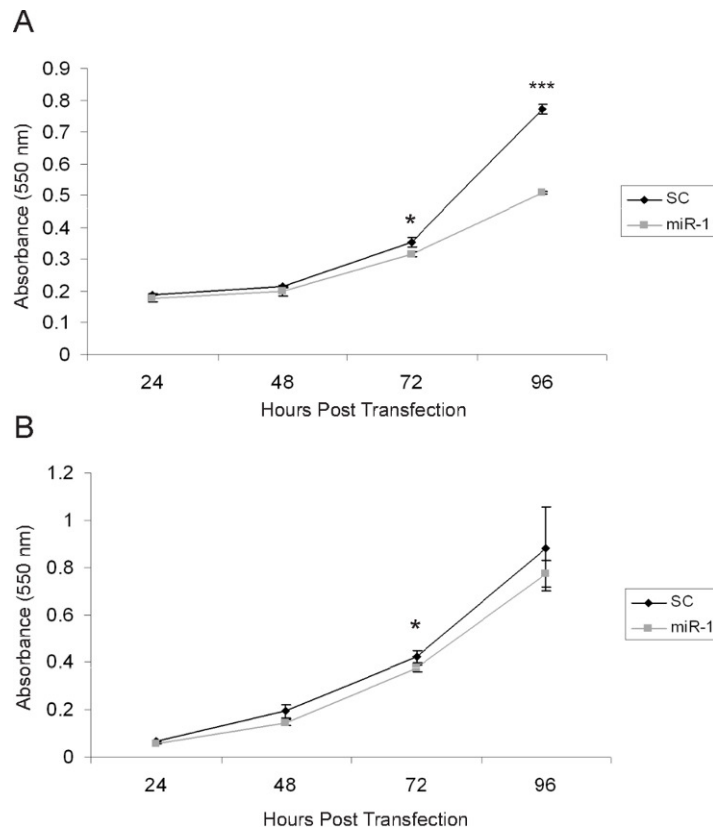 A
0.9
0.8
0.7
0.6
0.5
0.4
0.3
0.2
0.1
0
Absorbance (550 nm)
*
***
24 48 72 96
Hours Post Transfection
SC
miR-1
B
1.2
1
0.8
0.6
0.4
0.2
0
Absorbance (550 nm)
*
24 48 72 96
Hours Post Transfection
SC
miR-1